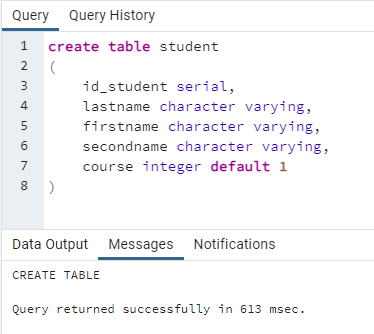 Query Query History
1 create table student
2 (
3 id_student serial,
4 lastname character varying,
5 firstname character varying,
6 secondname character varying,
7 course integer default 1
8 )
Data Output Messages Notifications
CREATE TABLE
Query returned successfully in 613 msec.